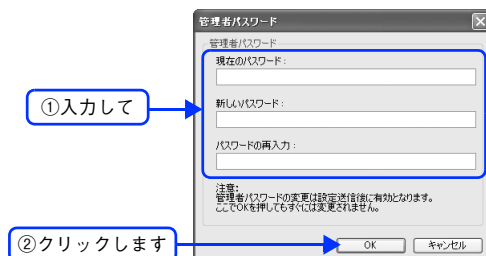 管理者パスワード
管理者パスワード
現在のパスワード：
新しいパスワード：
パスワードの再入力：
①入力して
注意：
管理者パスワードの変更は設定送信後に有効となります。
ここでOKを押してもすぐには変更されません。
②クリックします
OK
キャンセル